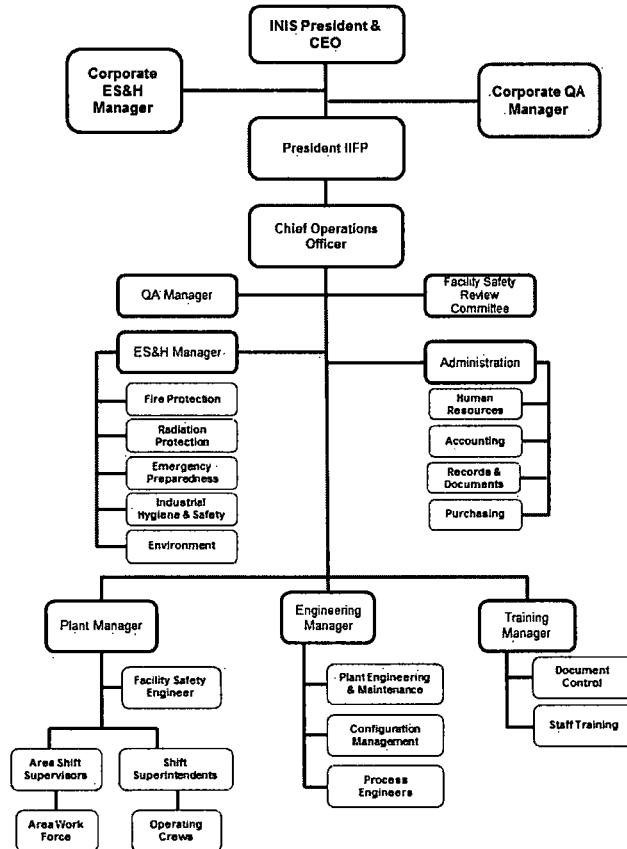 INIS President &
CEO
Corporate
ES&H
Manager
Corporate QA
Manager
President IIFP
Chief Operations
Officer
QA Manager
Facility Safety
Review
Committee
ES&H Manager
Administration
Fire Protection
Radiation
Protection
Emergency
Preparedness
Industrial
Hygiene & Safety
Environment
Human
Resources
Accounting
Records &
Documents
Purchasing
Plant Manager
Engineering
Manager
Training
Manager
Facility Safety
Engineer
Area Shift
Supervisors
Shift
Superintendents
Area Work
Force
Operating
Crews
Plant Engineering
& Maintenance
Configuration
Management
Process
Engineers
Document
Control
Staff Training